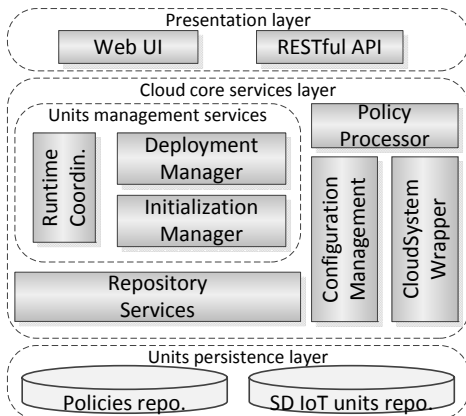 Presentation layer
Web UI
RESTful API
Cloud core services layer
Units management services
Runtime
Coordin.
Deployment
Manager
Initialization
Manager
Policy
Processor
Configuration
Management
CloudSystem
Wrapper
Repository
Services
Units persistence layer
Policies repo.
SD IoT units repo.